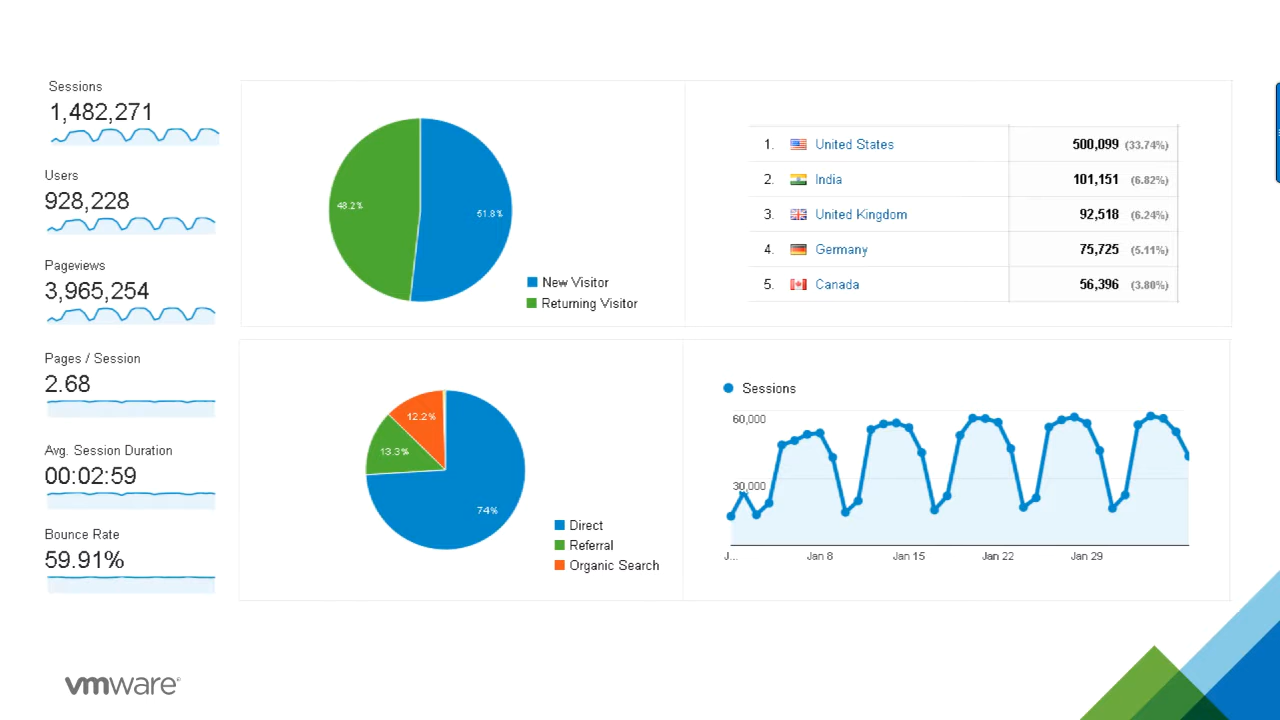 Sessions
1,482,271
Users
928,228
Pageviews
3,965,254
Pages / Session
2.68
Avg. Session Duration
00:02:59
Bounce Rate
59.91%
48.2%
51.8%
New Visitor
Returning Visitor
1. United States 500,099 (33.74%)
2. India 101,151 (6.82%)
3. United Kingdom 92,518 (6.24%)
4. Germany 75,725 (5.11%)
5. Canada 56,396 (3.80%)
12.2%
13.3%
74%
Direct
Referral
Organic Search
Sessions
60,000
30,000
J... Jan 8 Jan 15 Jan 22 Jan 29
vmware